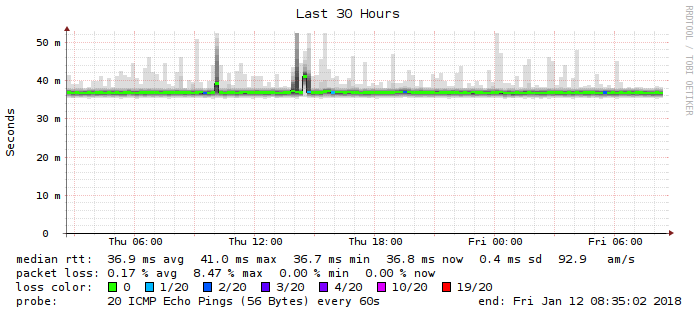 Last 30 Hours
RRDTOOL / TOBI OETIKER
Seconds
50 m
40 m
30 m
20 m
10 m
0
Thu 06:00 Thu 12:00 Thu 18:00 Fri 00:00 Fri 06:00
median rtt: 36.9 ms avg 41.0 ms max 36.7 ms min 36.8 ms now 0.4 ms sd 92.9 am/s
packet loss: 0.17 % avg 8.47 % max 0.00 % min 0.00 % now
loss color: 0 1/20 2/20 3/20 4/20 10/20 19/20
probe: 20 ICMP Echo Pings (56 Bytes) every 60s end: Fri Jan 12 08:35:02 2018